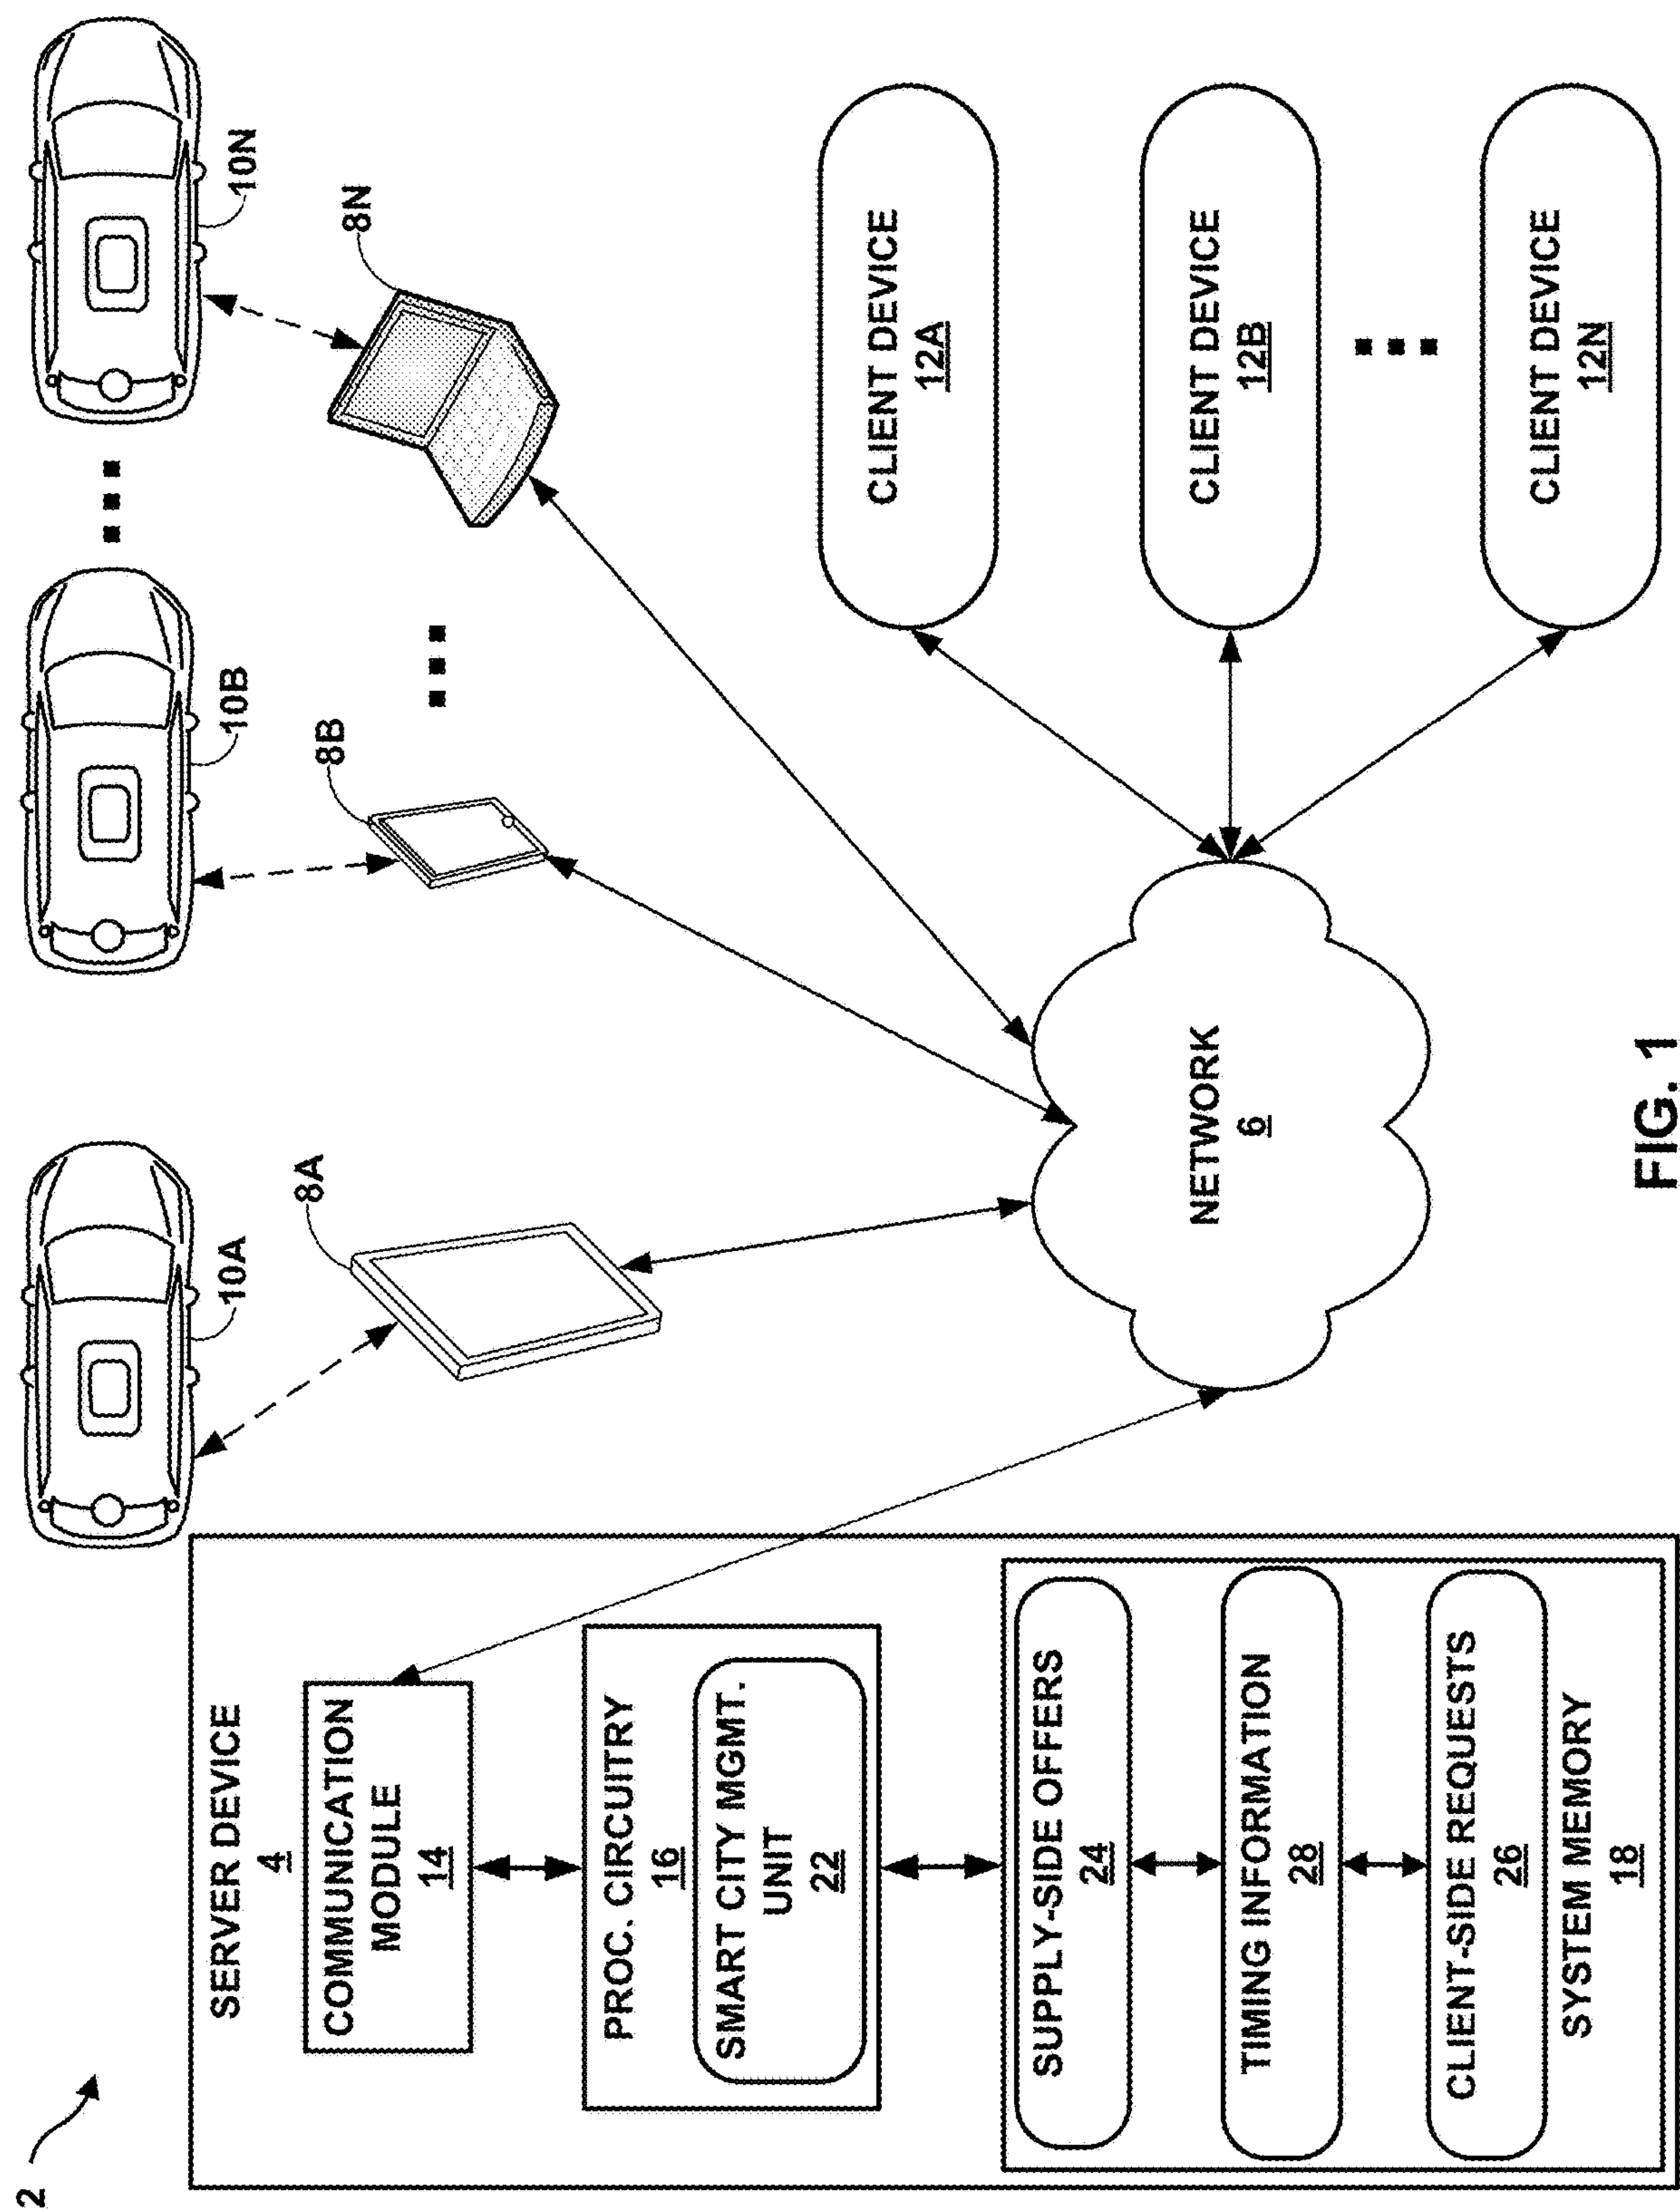 2
SERVER DEVICE
4
COMMUNICATION
MODULE
14
PROC. CIRCUITRY
16
SMART CITY MGMT.
UNIT
22
SUPPLY-SIDE OFFERS
24
TIMING INFORMATION
28
CLIENT-SIDE REQUESTS
26
SYSTEM MEMORY
18
10A
10B
10N
8A
8B
8N
NETWORK
6
CLIENT DEVICE
12A
CLIENT DEVICE
12B
CLIENT DEVICE
12N
FIG. 1